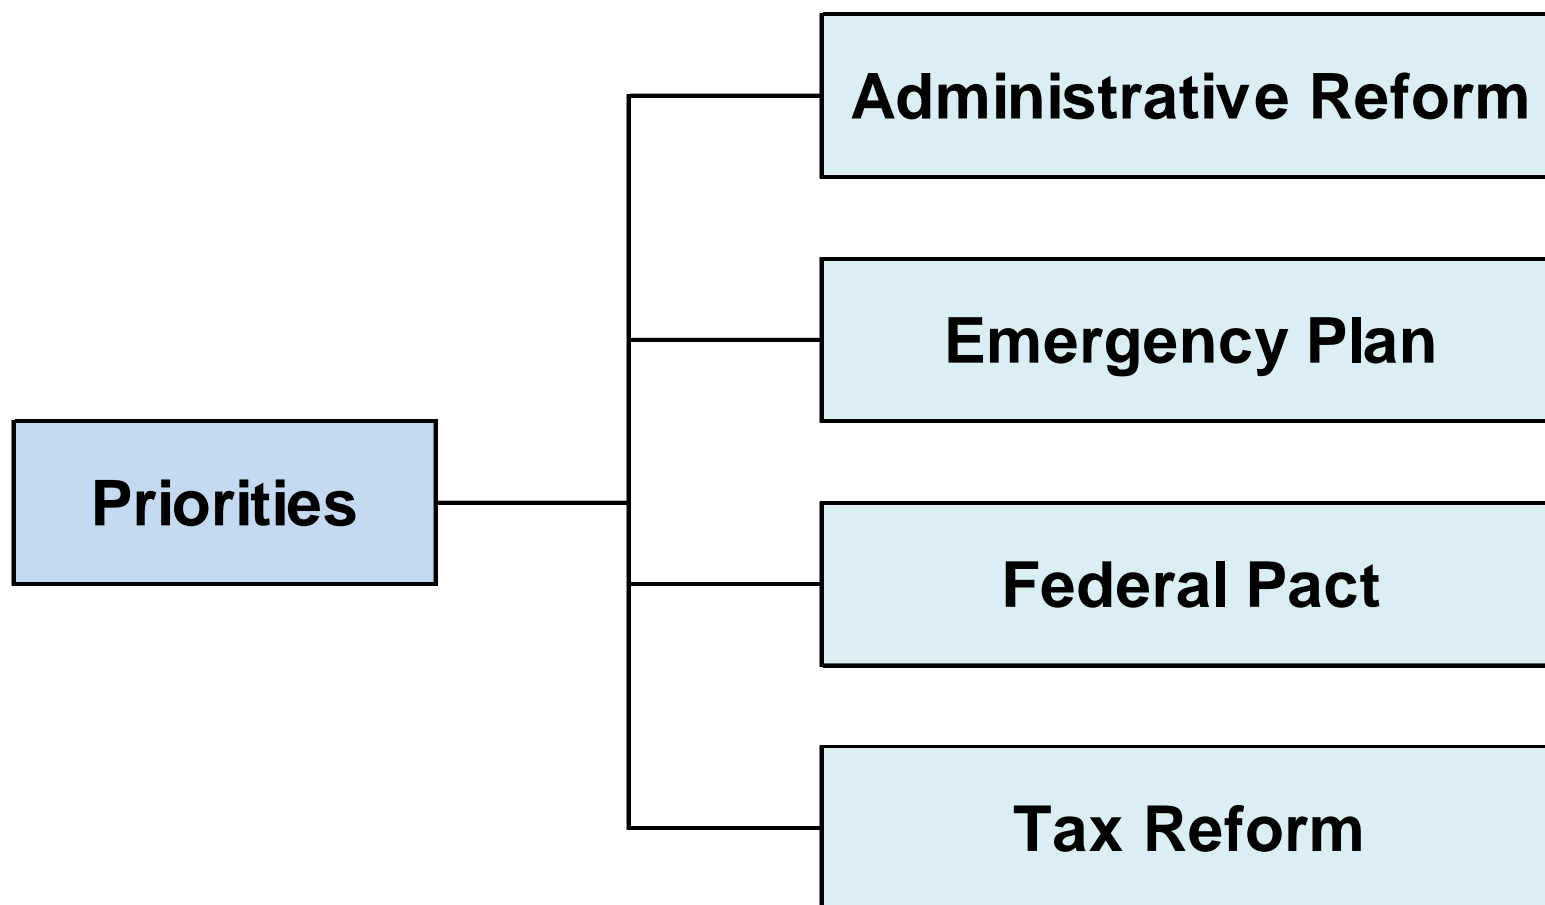 Administrative Reform
Emergency Plan
Priorities
Federal Pact
Tax Reform